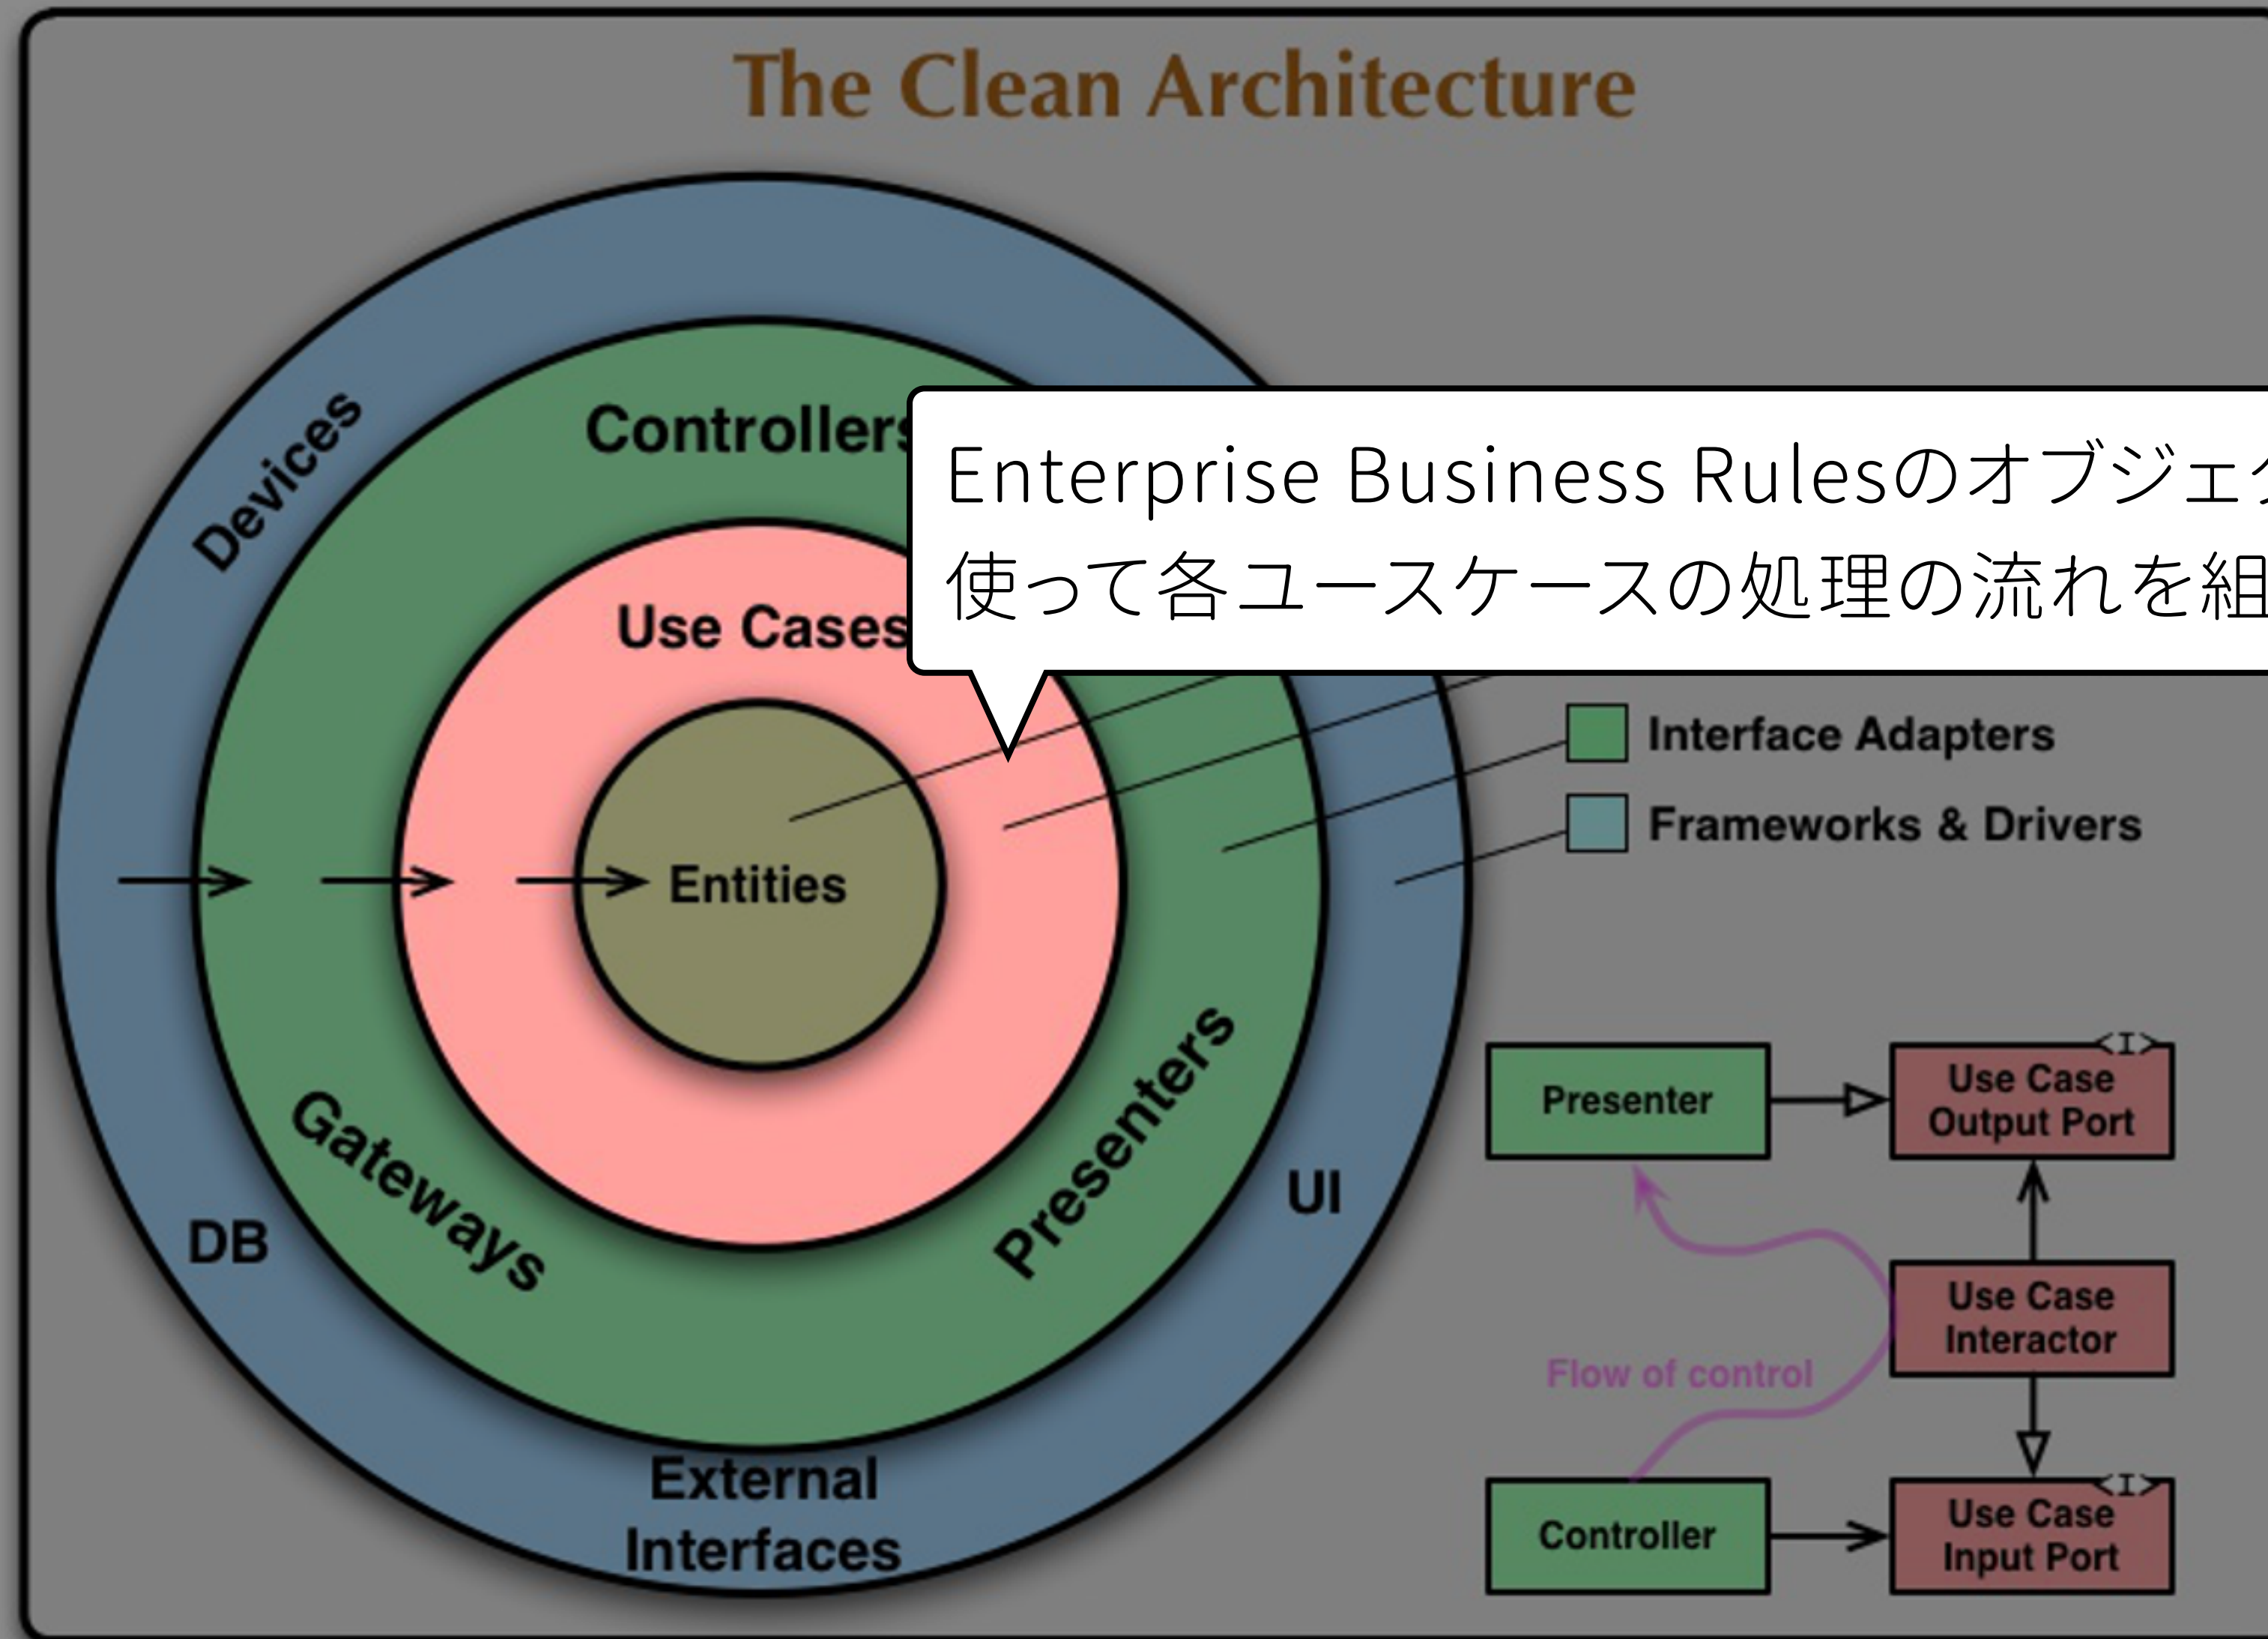 The Clean Architecture
Devices
Controllers
Enterprise Business Rulesのオブジェ
使って各ユースケースの処理の流れを組
Use Cases
Interface Adapters
Frameworks & Drivers
Entities
Gateways
Presenters
DB
UI
External
Interfaces
Presenter
<I>
Use Case
Output Port
Use Case
Interactor
Flow of control
Controller
<I>
Use Case
Input Port